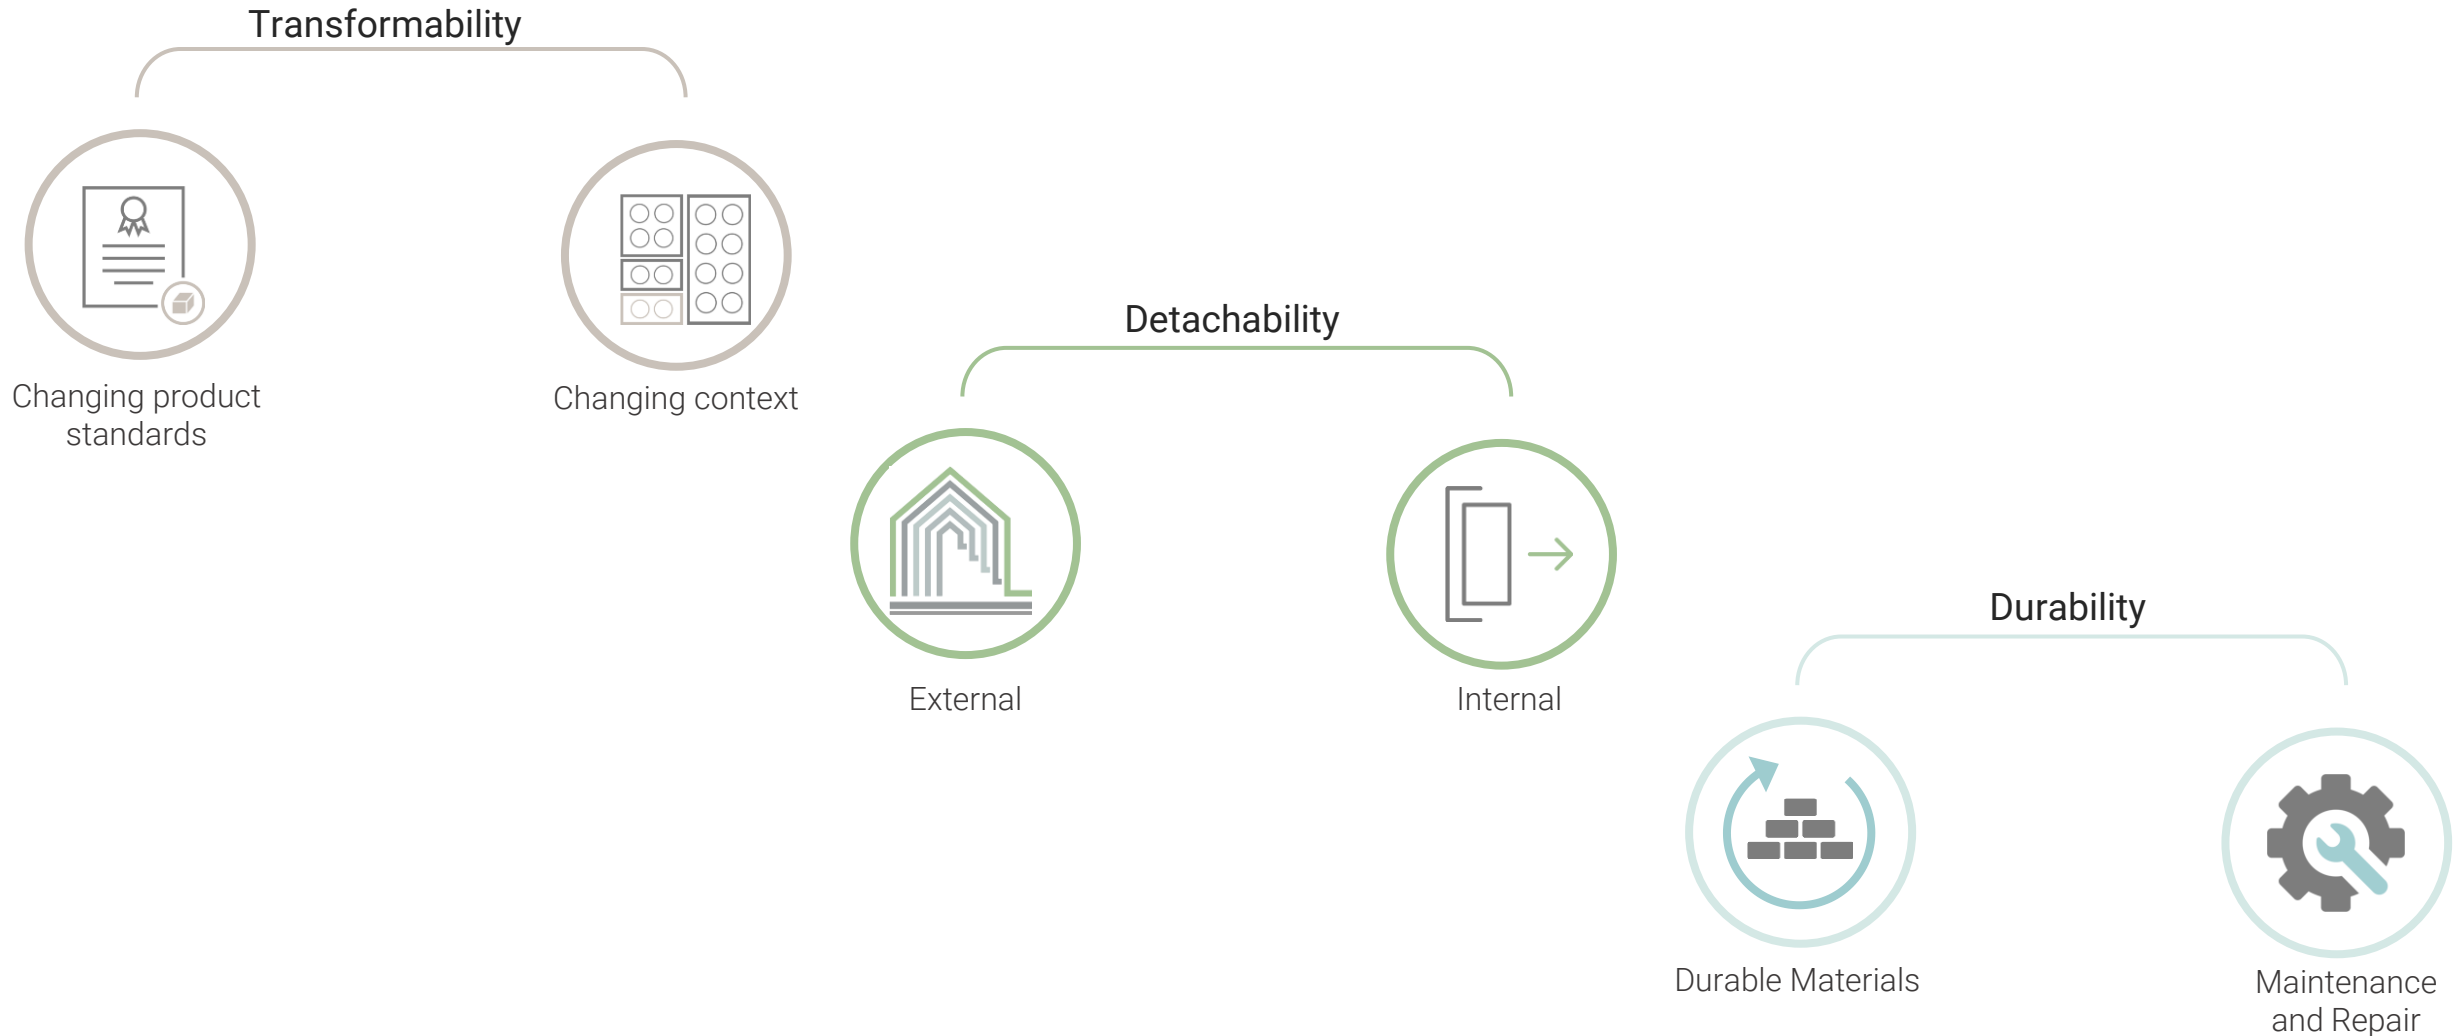 Transformability
Changing product
standards
Changing context
Detachability
External
Internal
Durability
Durable Materials
Maintenance
and Repair